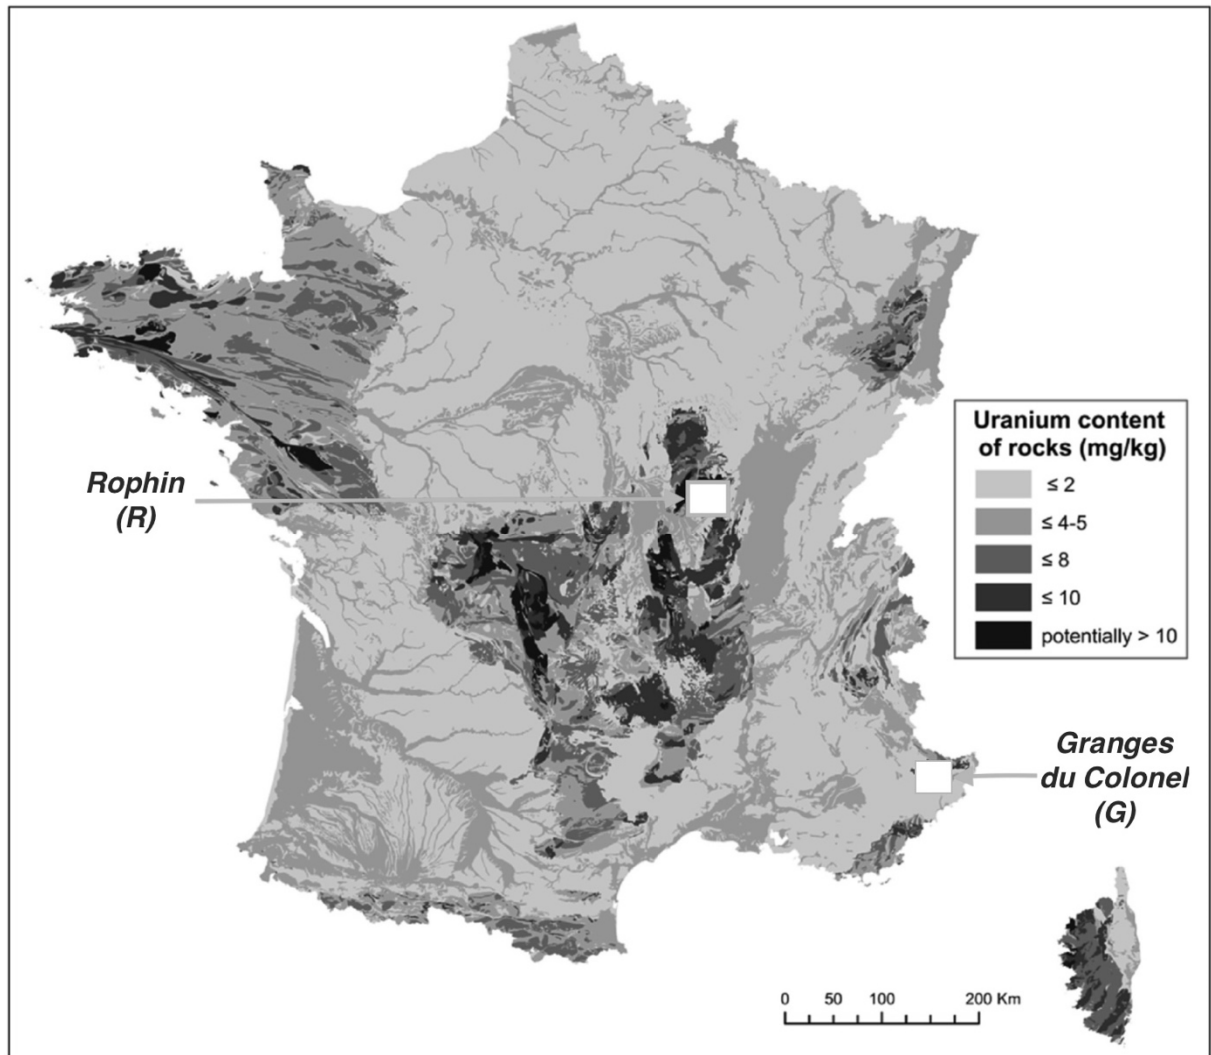 Uranium content
of rocks (mg/kg)
≤ 2
≤ 4-5
≤ 8
≤ 10
potentially > 10
Rophin
(R)
Granges
du Colonel
(G)
0 50 100 200 Km